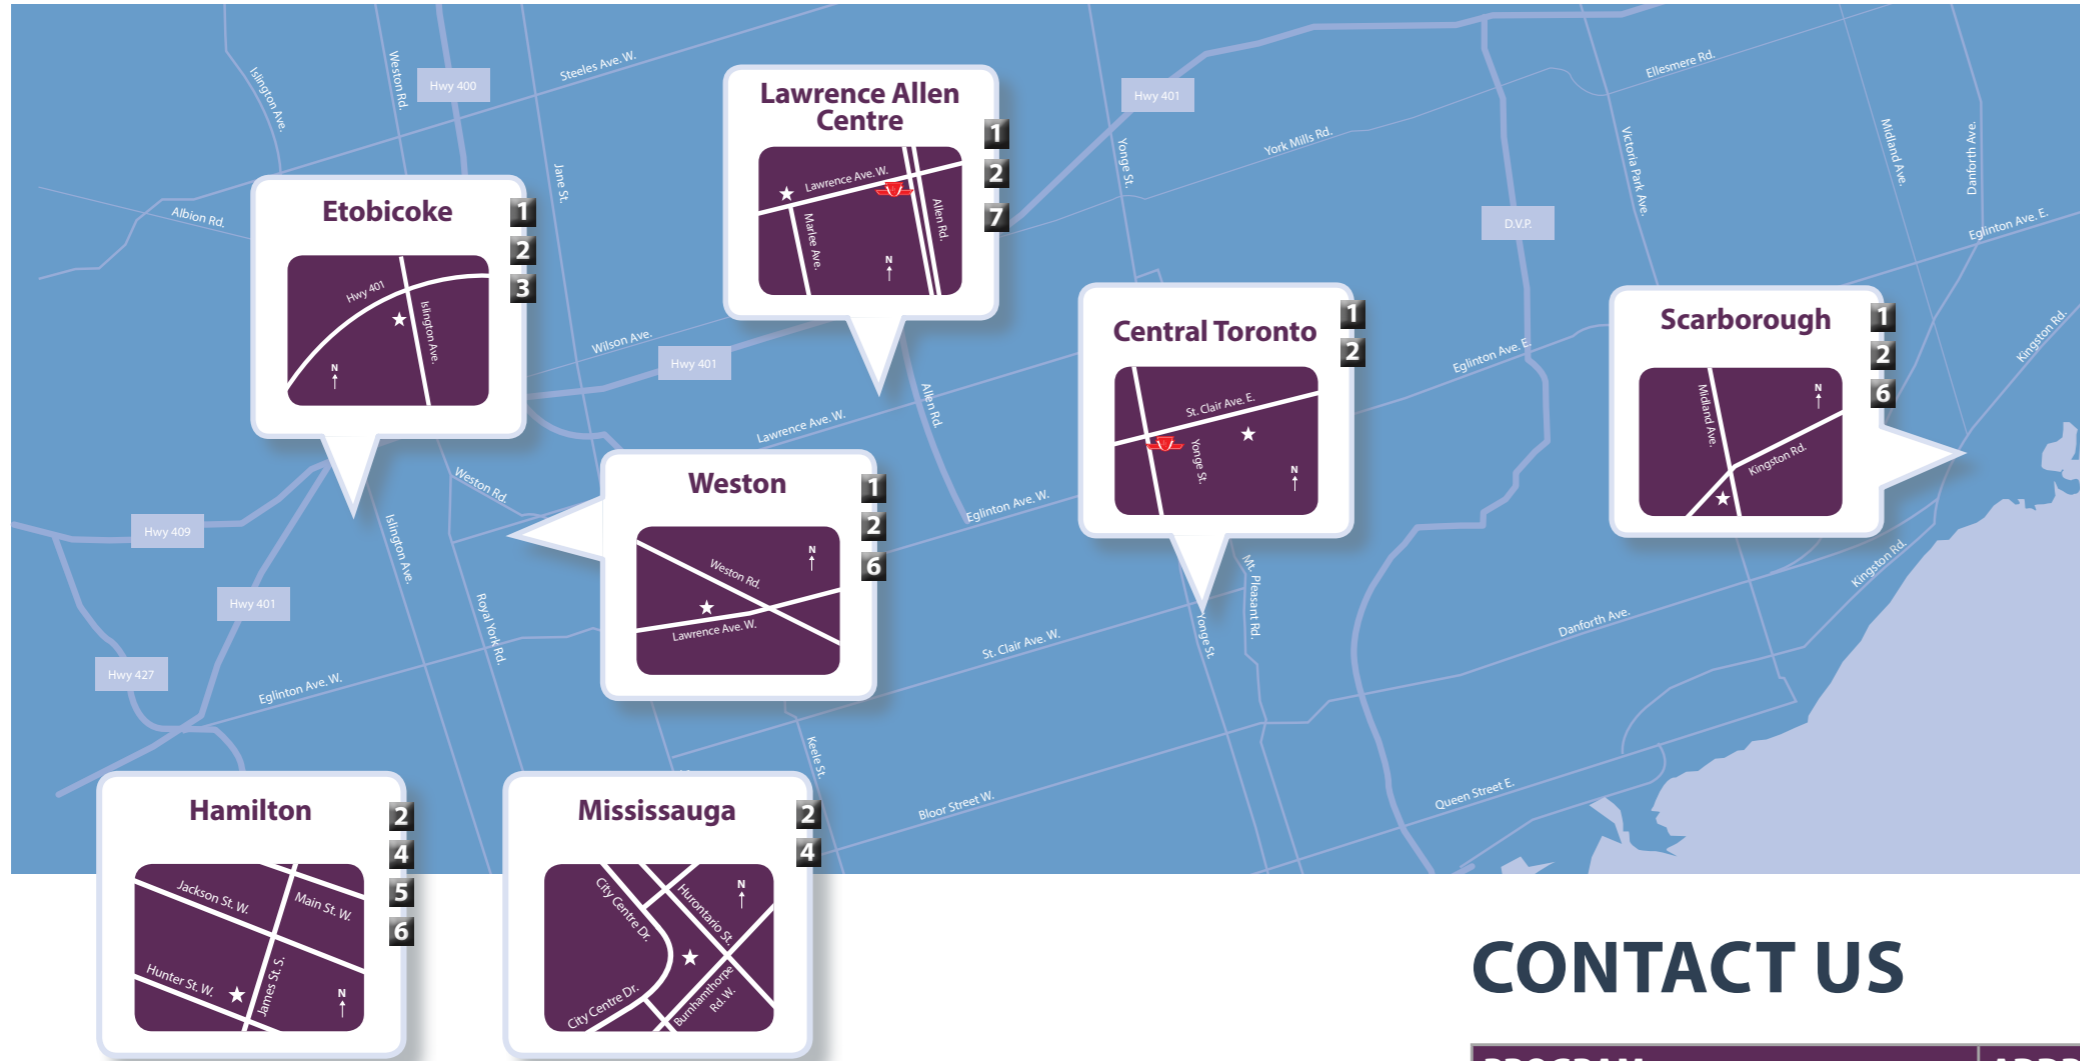 Islington Ave.
Weston Rd.
Hwy 400
Steeles Ave. W.
Jane St.
Albion Rd.
Hwy 401
Yonge St.
York Mills Rd.
Ellesmere Rd.
Victoria Park Ave.
Midland Ave.
Danforth Ave.
D.V.P.
Eglinton Ave. E.
Kingston Rd.
Etobicoke
1
2
3
Hwy 401
Islington Ave.
N
Lawrence Allen
Centre
1
2
7
Lawrence Ave. W.
Marlee Ave.
Allen Rd.
N
Central Toronto
1
2
St. Clair Ave. E.
Yonge St.
N
Scarborough
1
2
6
Midland Ave.
Kingston Rd.
N
Wilson Ave.
Hwy 401
Lawrence Ave. W.
Allen Rd.
Eglinton Ave. E.
Weston Rd.
Eglinton Ave. W.
Hwy 409
Islington Ave.
Hwy 401
Royal York Rd.
Hwy 427
Eglinton Ave. W.
Weston
1
2
6
Weston Rd.
Lawrence Ave. W.
N
St. Clair Ave. W.
Yonge St.
Mt. Pleasant Rd.
Danforth Ave.
Kingston Rd.
Keele St.
Bloor Street W.
Queen Street E.
Hamilton
2
4
5
6
Jackson St. W.
Main St. W.
Hunter St. W.
James St. S.
N
Mississauga
2
4
City Centre Dr.
Hurontario St.
City Centre Dr.
Burnhamthorpe
Rd. W.
N
CONTACT US